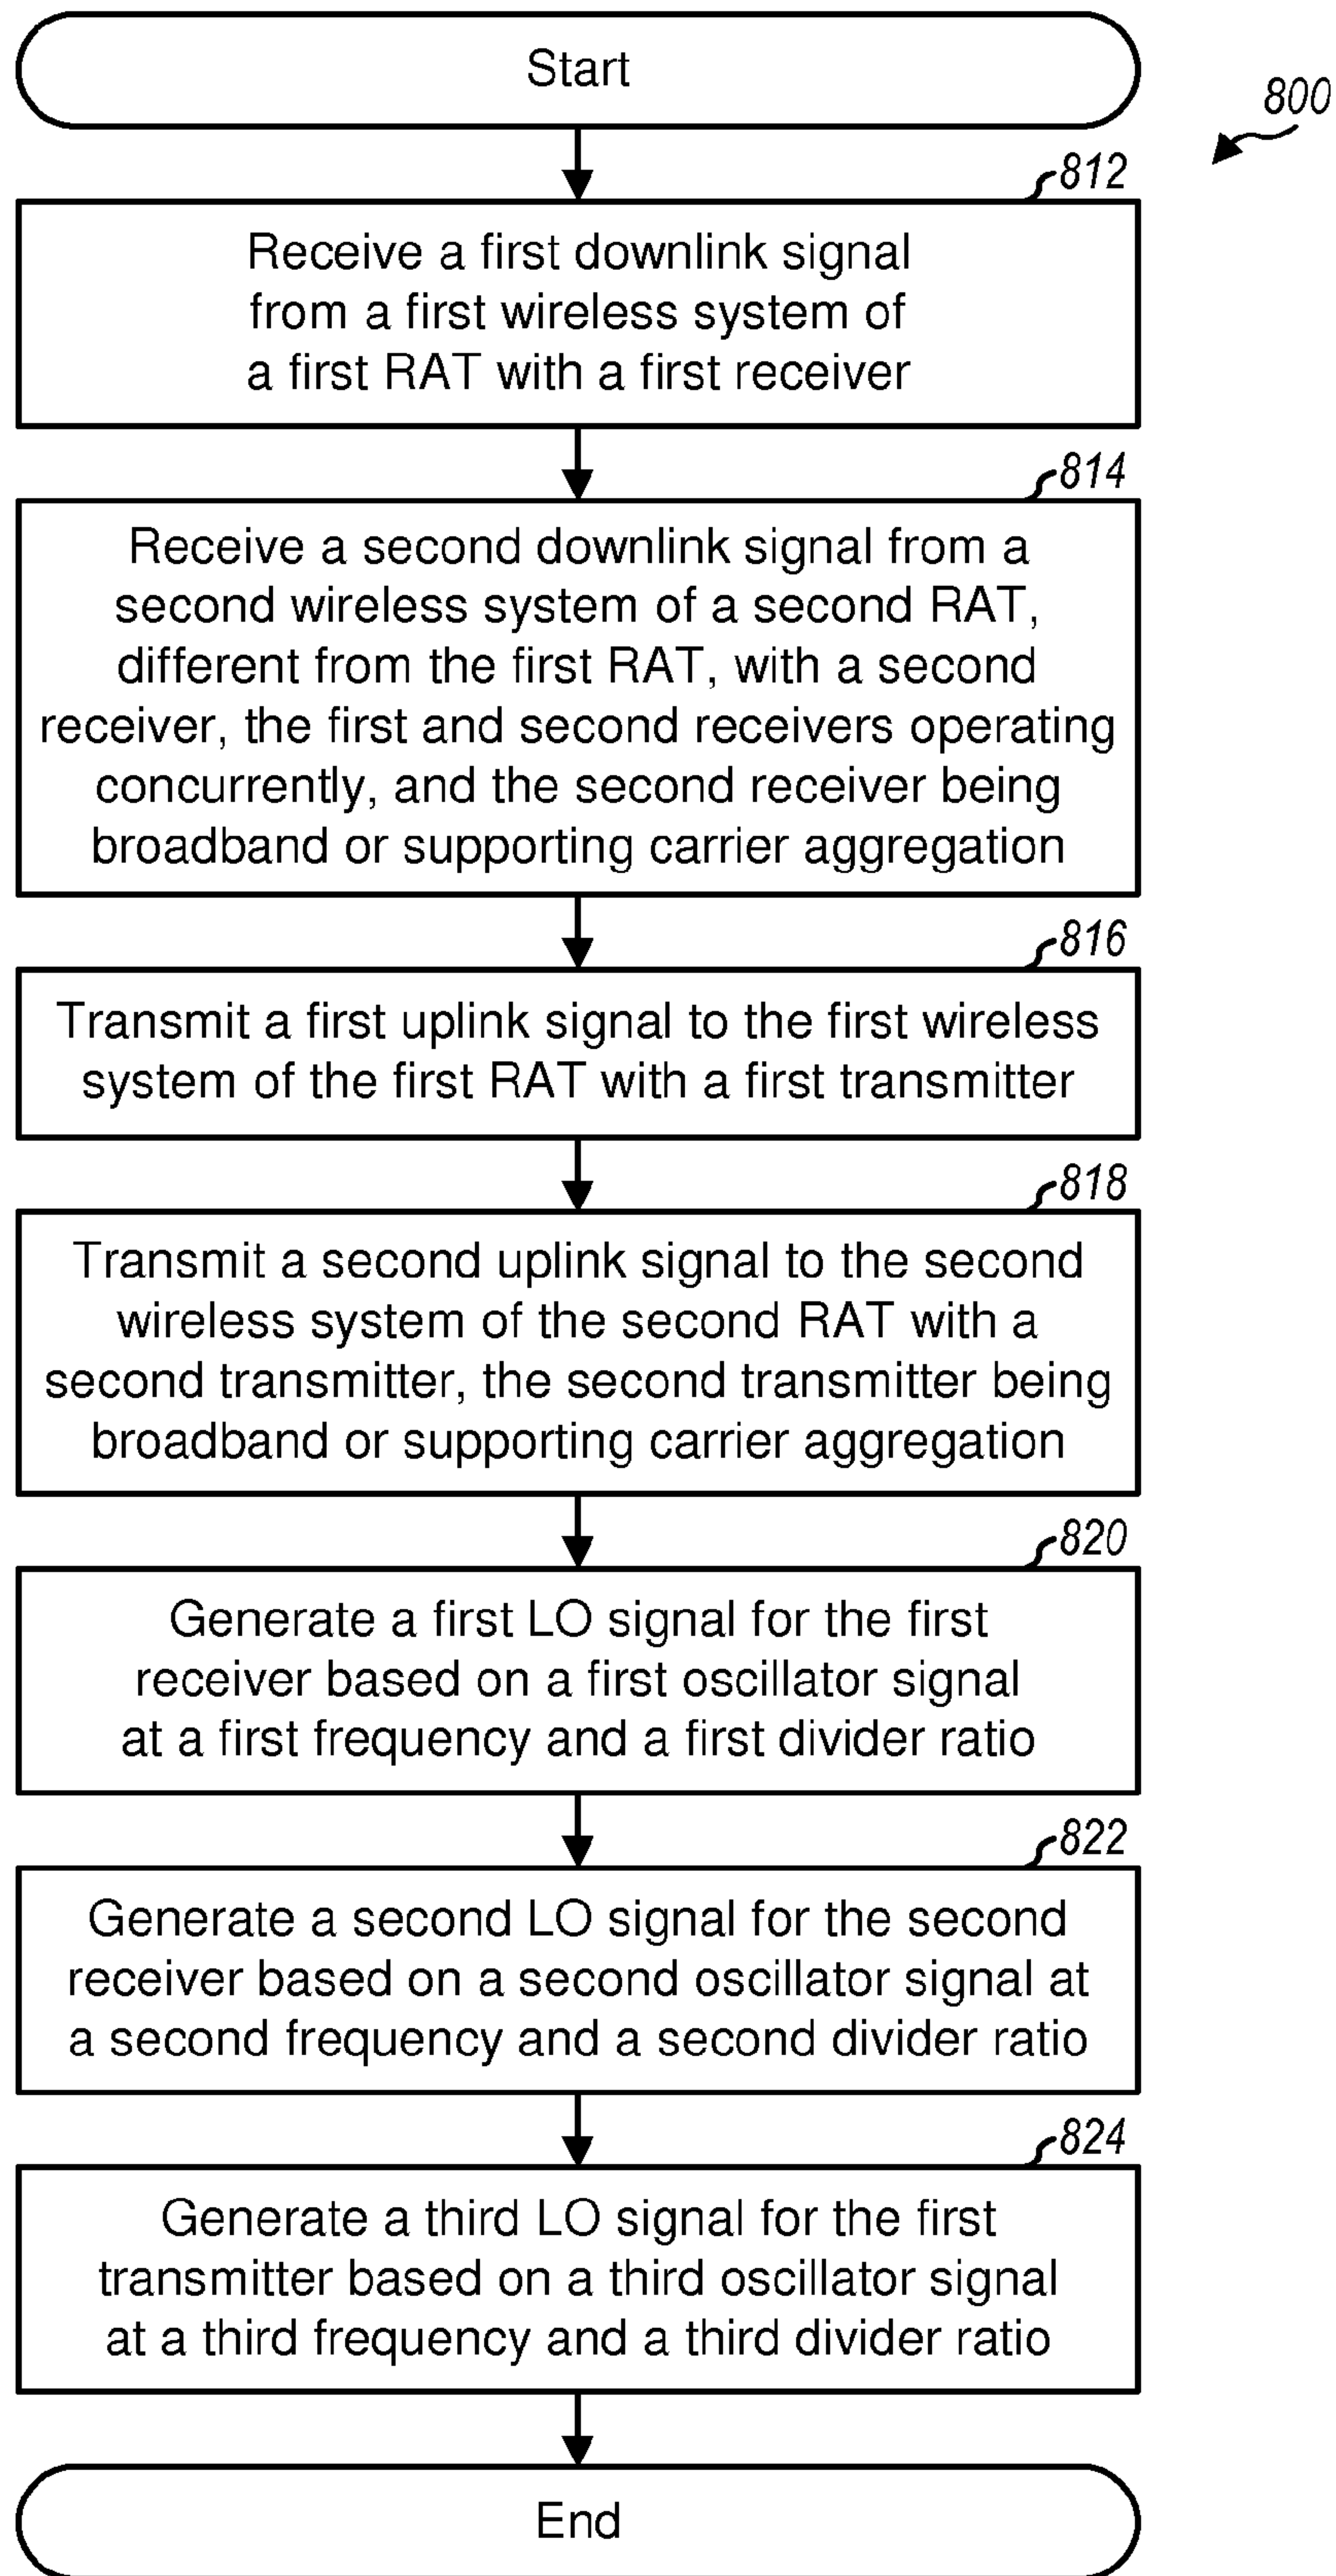 Start
800
812
Receive a first downlink signal
from a first wireless system of
a first RAT with a first receiver
814
Receive a second downlink signal from a
second wireless system of a second RAT,
different from the first RAT, with a second
receiver, the first and second receivers operating
concurrently, and the second receiver being
broadband or supporting carrier aggregation
816
Transmit a first uplink signal to the first wireless
system of the first RAT with a first transmitter
818
Transmit a second uplink signal to the second
wireless system of the second RAT with a
second transmitter, the second transmitter being
broadband or supporting carrier aggregation
820
Generate a first LO signal for the first
receiver based on a first oscillator signal
at a first frequency and a first divider ratio
822
Generate a second LO signal for the second
receiver based on a second oscillator signal at
a second frequency and a second divider ratio
824
Generate a third LO signal for the first
transmitter based on a third oscillator signal
at a third frequency and a third divider ratio
End